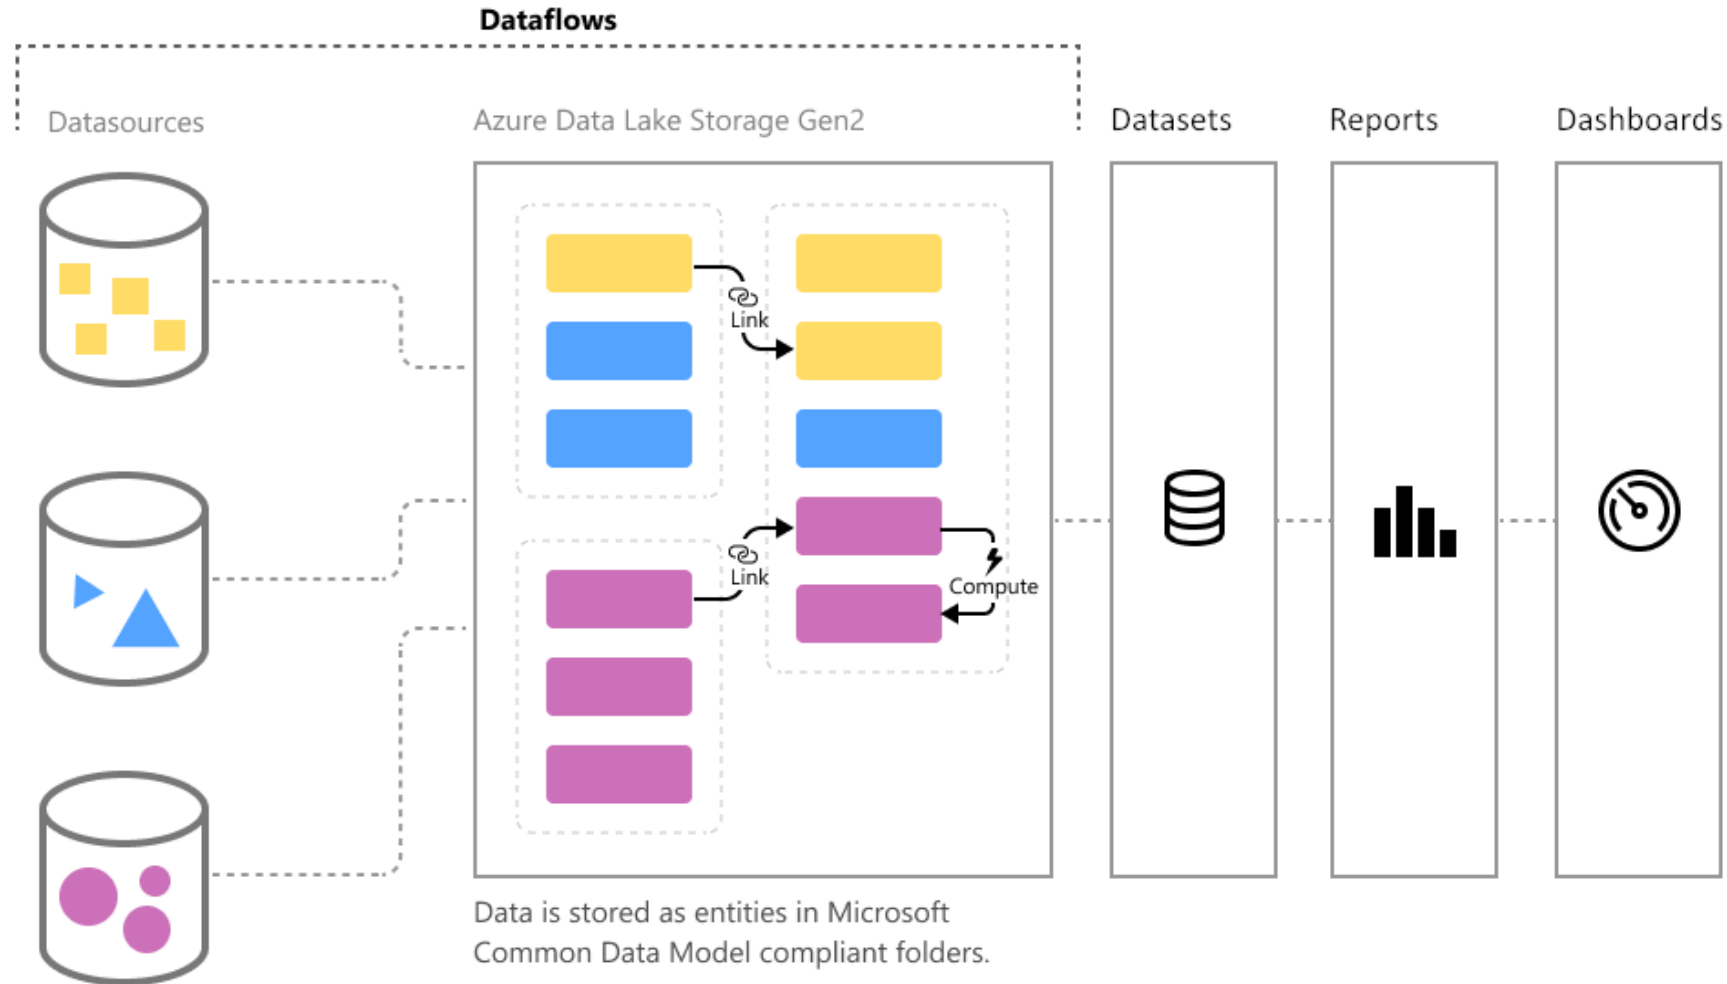 Dataflows
Datasources
Azure Data Lake Storage Gen2
Datasets
Reports
Dashboards
Link
Link
Compute
Data is stored as entities in Microsoft
Common Data Model compliant folders.